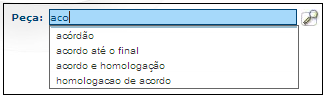 Peça: aco
acórdão
acordo até o final
acordo e homologação
homologacao de acordo